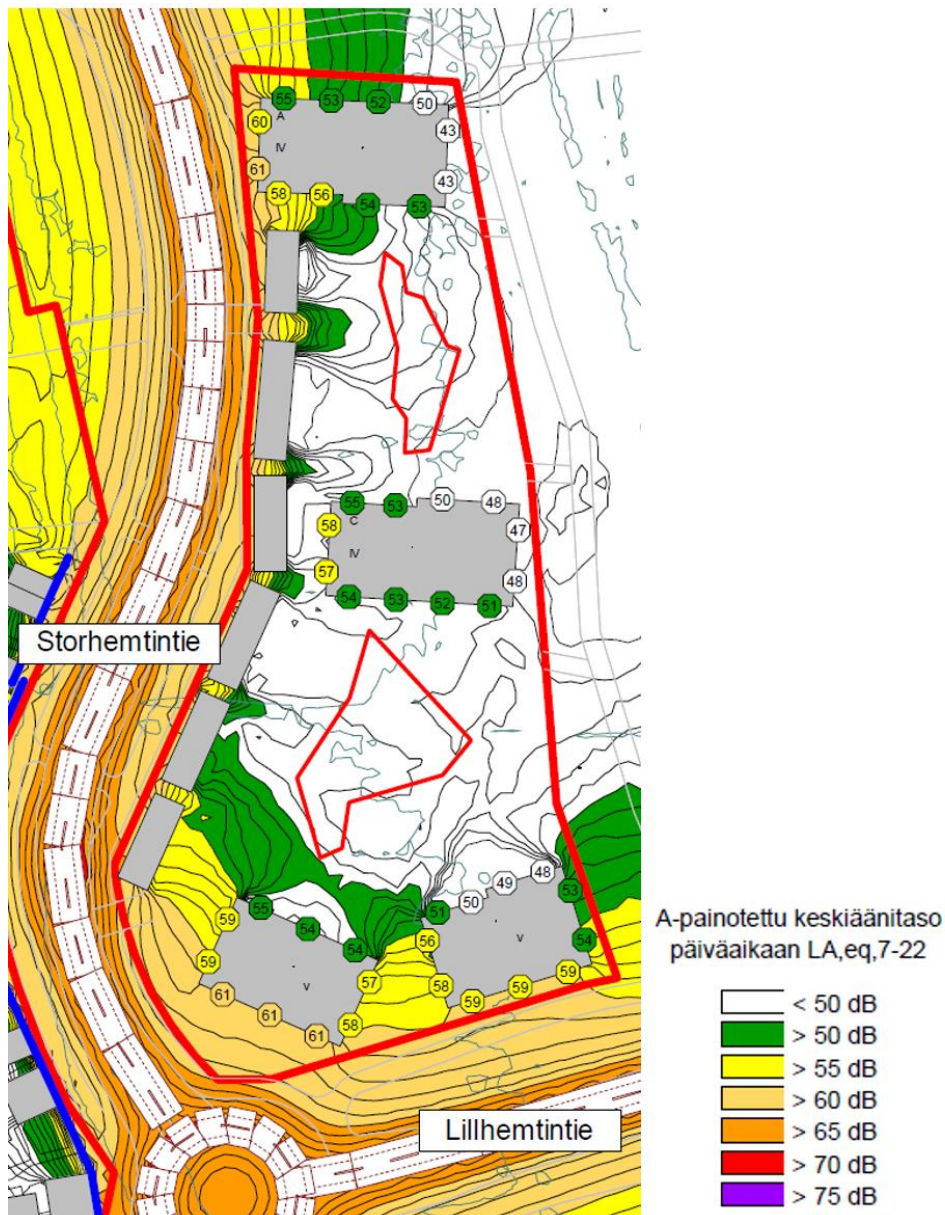 55 53 52 50
A
60 43
IV
61 43
58 56 54 53
55 53 50 48
C
58 47
IV
57 48
54 53 52 51
Storhemtintie
48
49
53
50
51
55
59
54
54
56
54
V
V
59
57
58
59
59
59
61
61
61
58
Lillhemtintie
A-painotettu keskiäänitaso
päiväaikaan LA,eq,7-22
< 50 dB
> 50 dB
> 55 dB
> 60 dB
> 65 dB
> 70 dB
> 75 dB